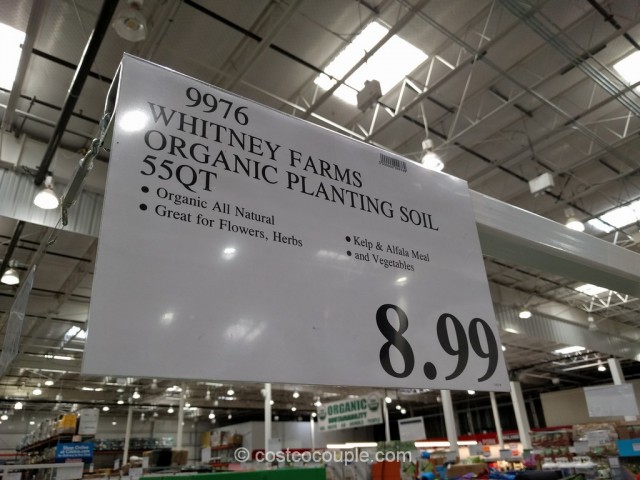 9976
WHITNEY FARMS
ORGANIC PLANTING SOIL
55QT
• Organic All Natural
• Great for Flowers, Herbs
• Kelp & Alfala Meal
• and Vegetables
8.99
ORGANIC
© costcocouple.com